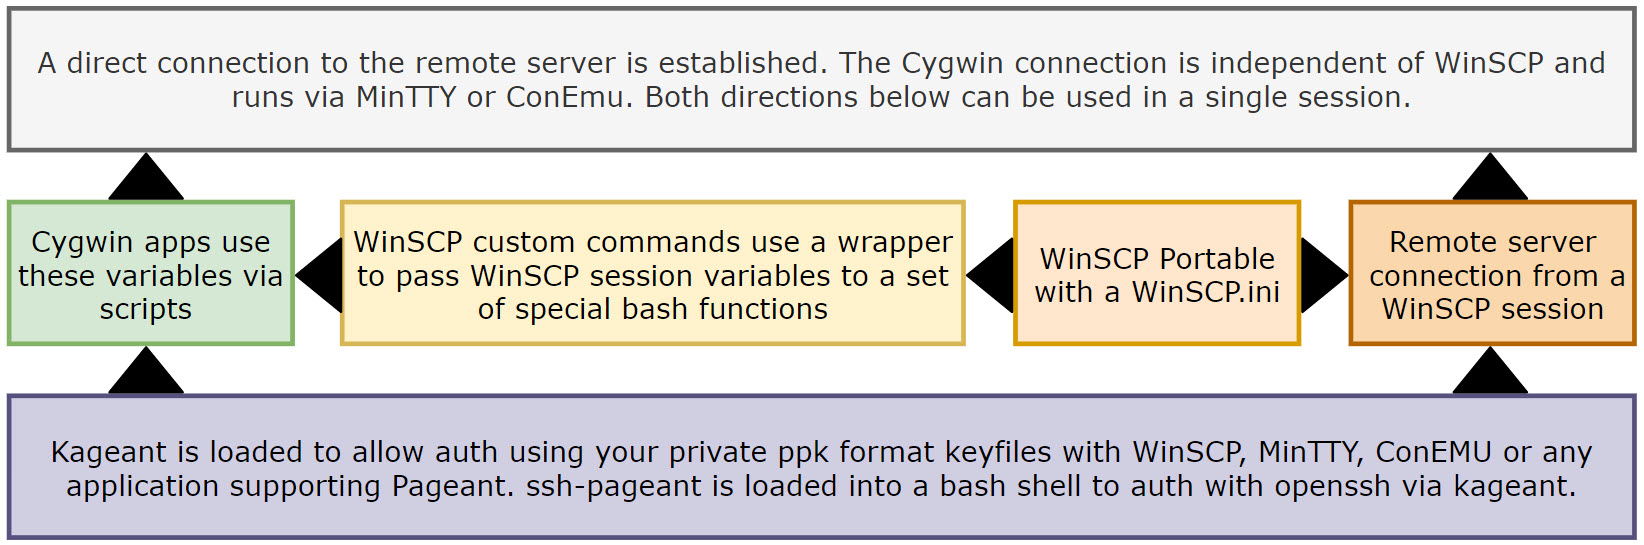 A direct connection to the remote server is established. The Cygwin connection is independent of WinSCP and
runs via MinTTY or ConEmu. Both directions below can be used in a single session.
Cygwin apps use
these variables via
scripts
WinSCP custom commands use a wrapper
to pass WinSCP session variables to a set
of special bash functions
WinSCP Portable
with a WinSCP.ini
Remote server
connection from a
WinSCP session
Kageant is loaded to allow auth using your private ppk format keyfiles with WinSCP, MinTTY, ConEMU or any
application supporting Pageant. ssh-pageant is loaded into a bash shell to auth with openssh via kageant.